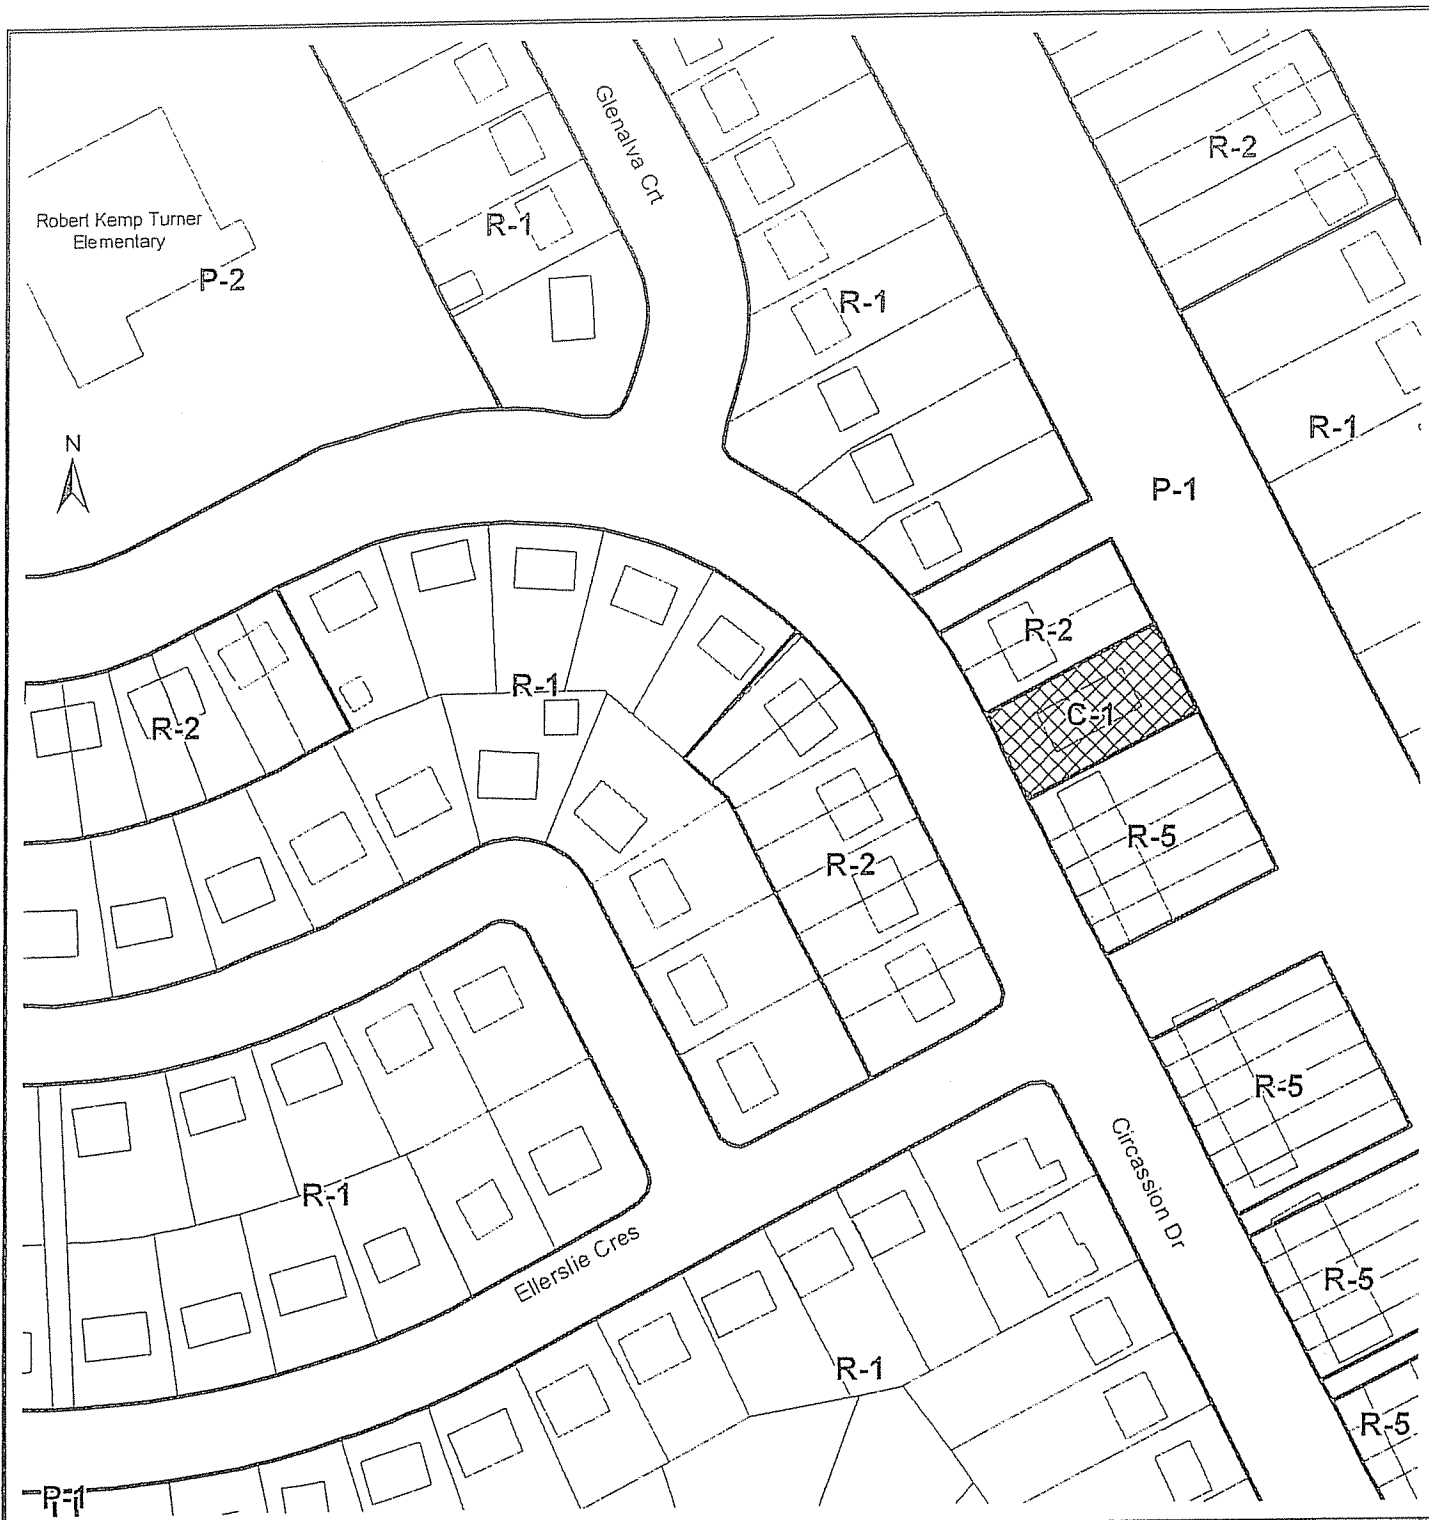 Glenalva Crt
R-2
Robert Kemp Turner
Elementary
R-1
P-2
R-1
R-1
N
P-1
R-2
R-1
C-1
R-2
R-5
R-2
R-5
R-1
Circassion Dr
Ellerslie Cres
R-5
R-1
R-5
P-1